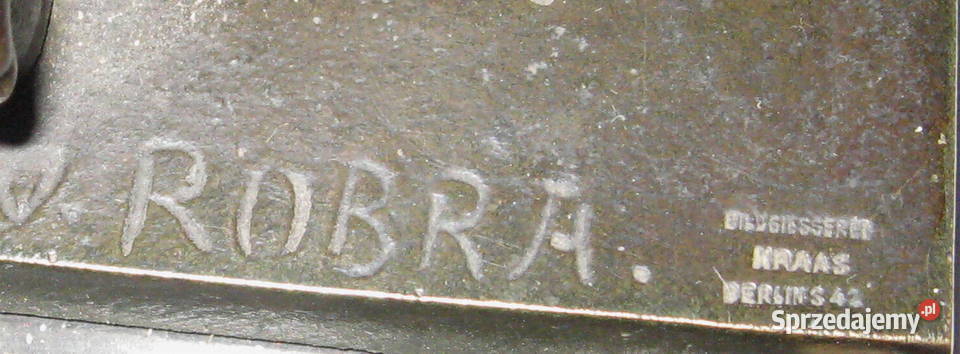 ROBRA.
BILDGIESSEREI
KRAAS
BERLIN S 42
Sprzedajemy.pl